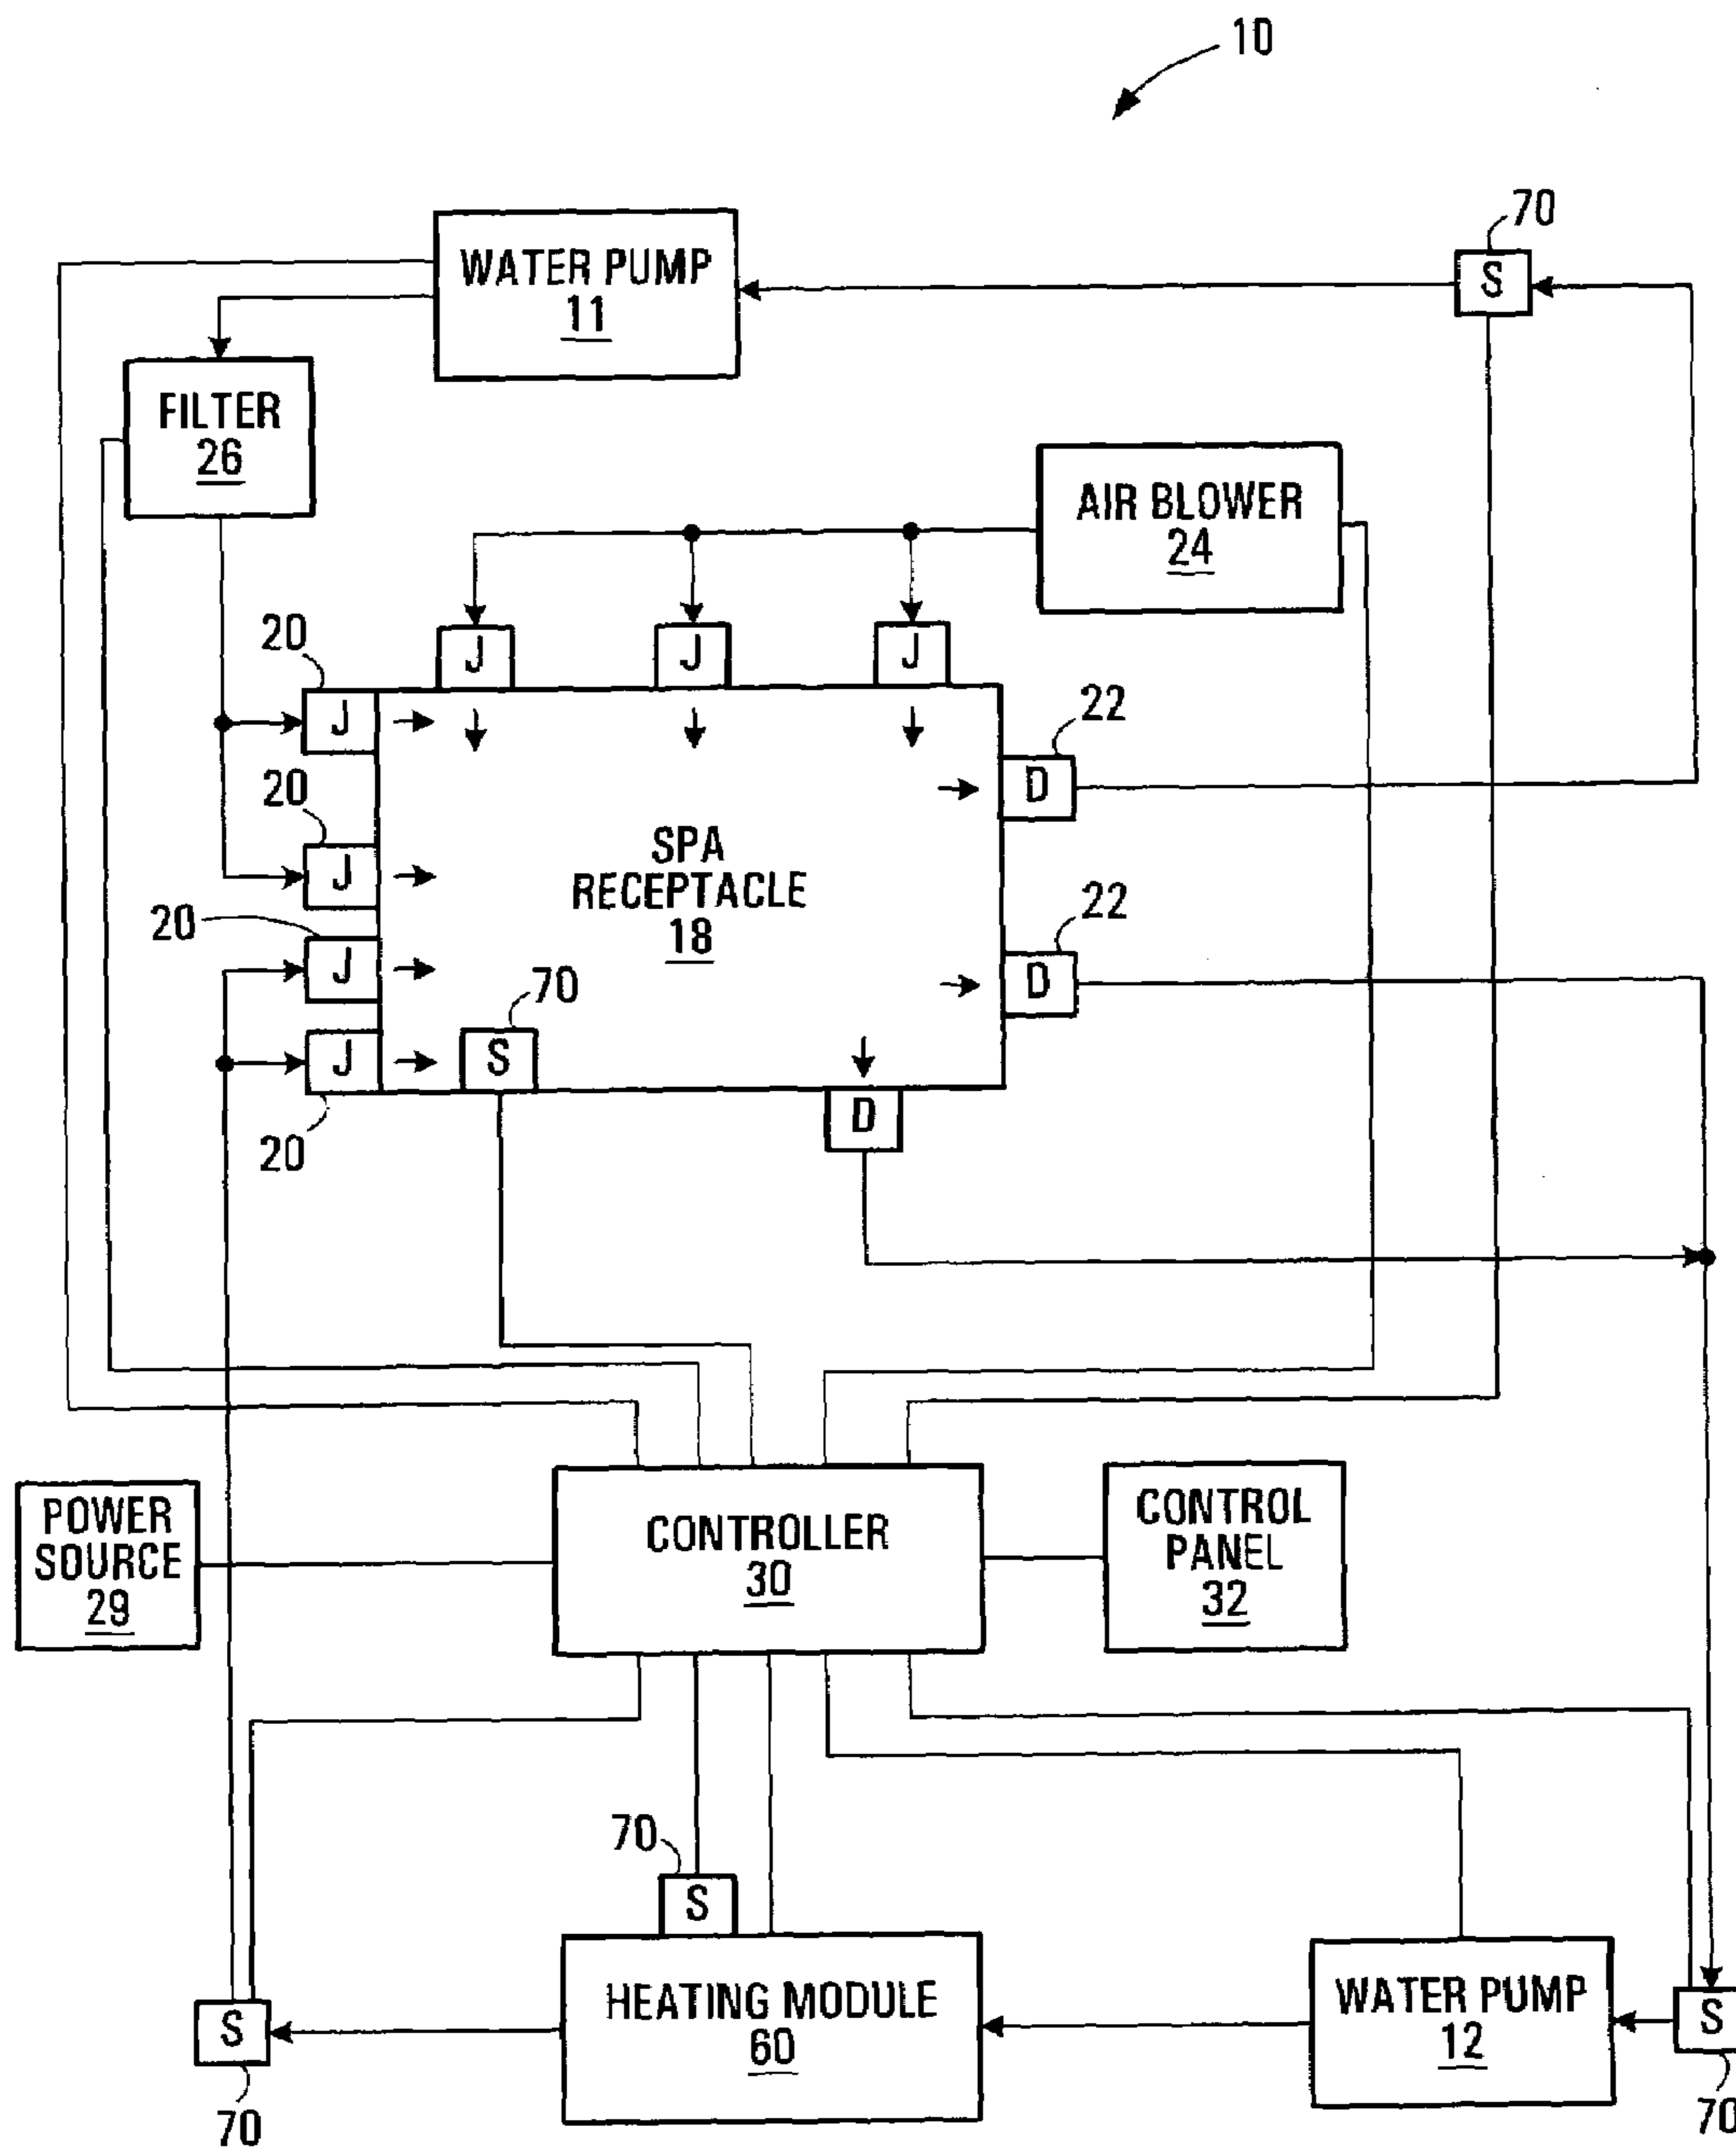 10
70
S
WATER PUMP
11
FILTER
26
AIR BLOWER
24
J
J
J
20
J
22
D
20
J
SPA
RECEPTACLE
18
22
D
20
J
70
S
J
20
D
POWER
SOURCE
29
CONTROLLER
30
CONTROL
PANEL
32
70
S
HEATING MODULE
60
WATER PUMP
12
S
70
S
70